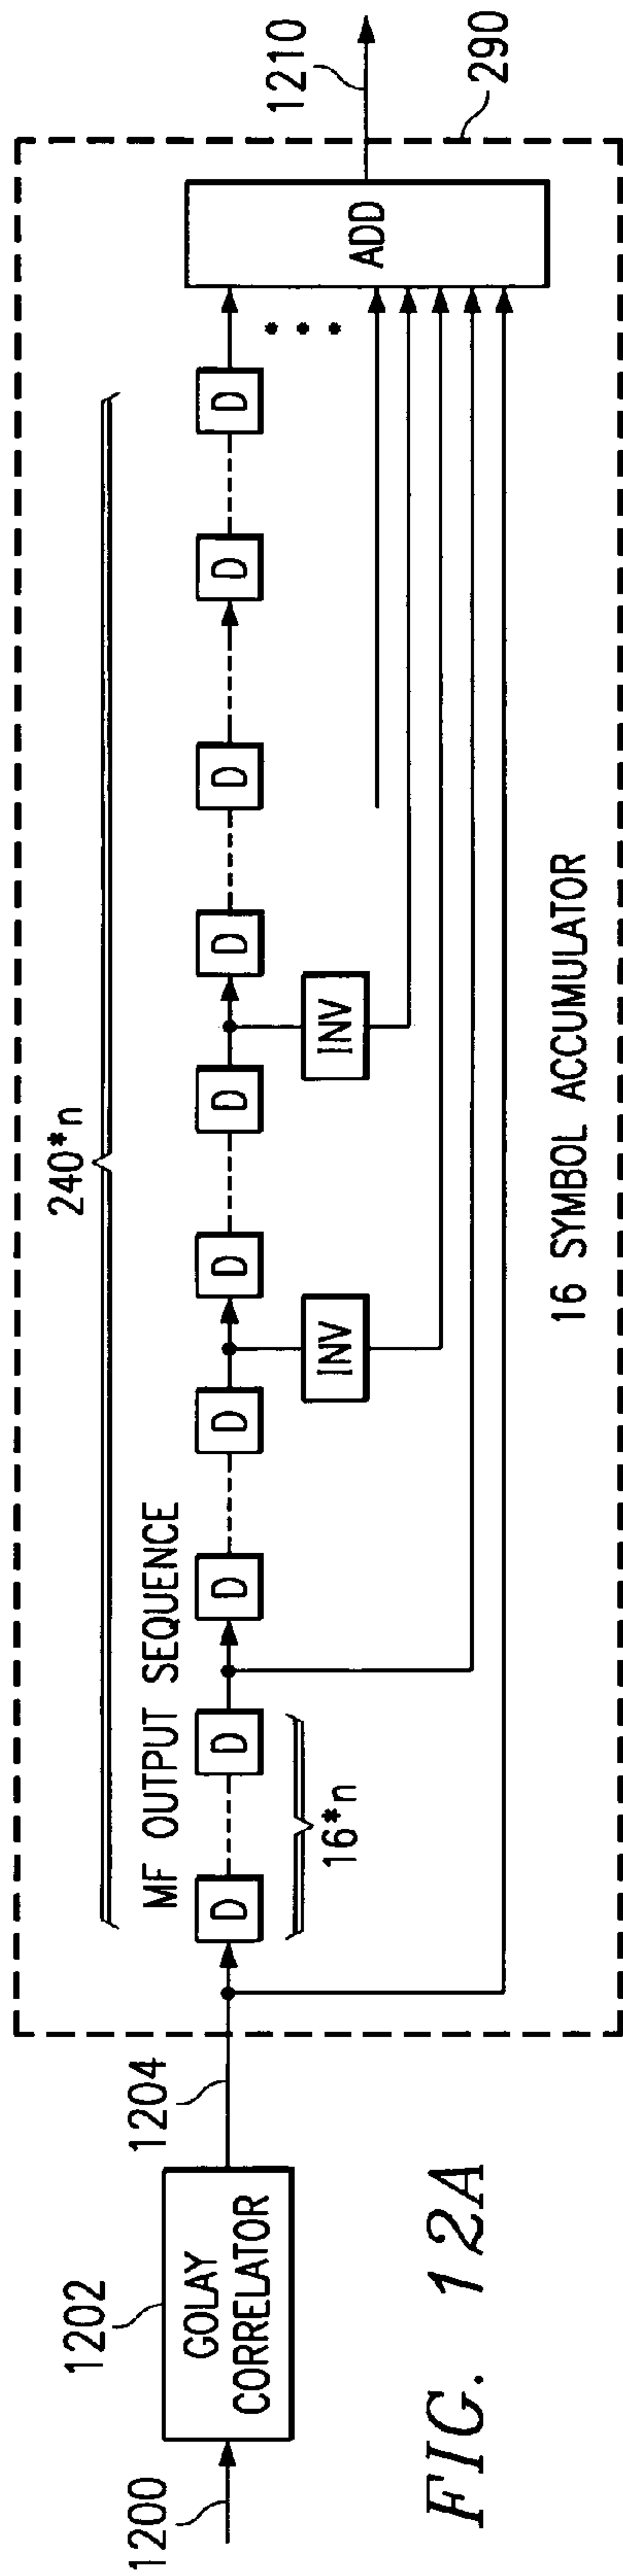 1200
1202
GOLAY
CORRELATOR
1204
240*n
MF OUTPUT SEQUENCE
D
D
D
D
D
D
D
D
D
D
16*n
INV
INV
ADD
1210
290
16 SYMBOL ACCUMULATOR
FIG. 12A